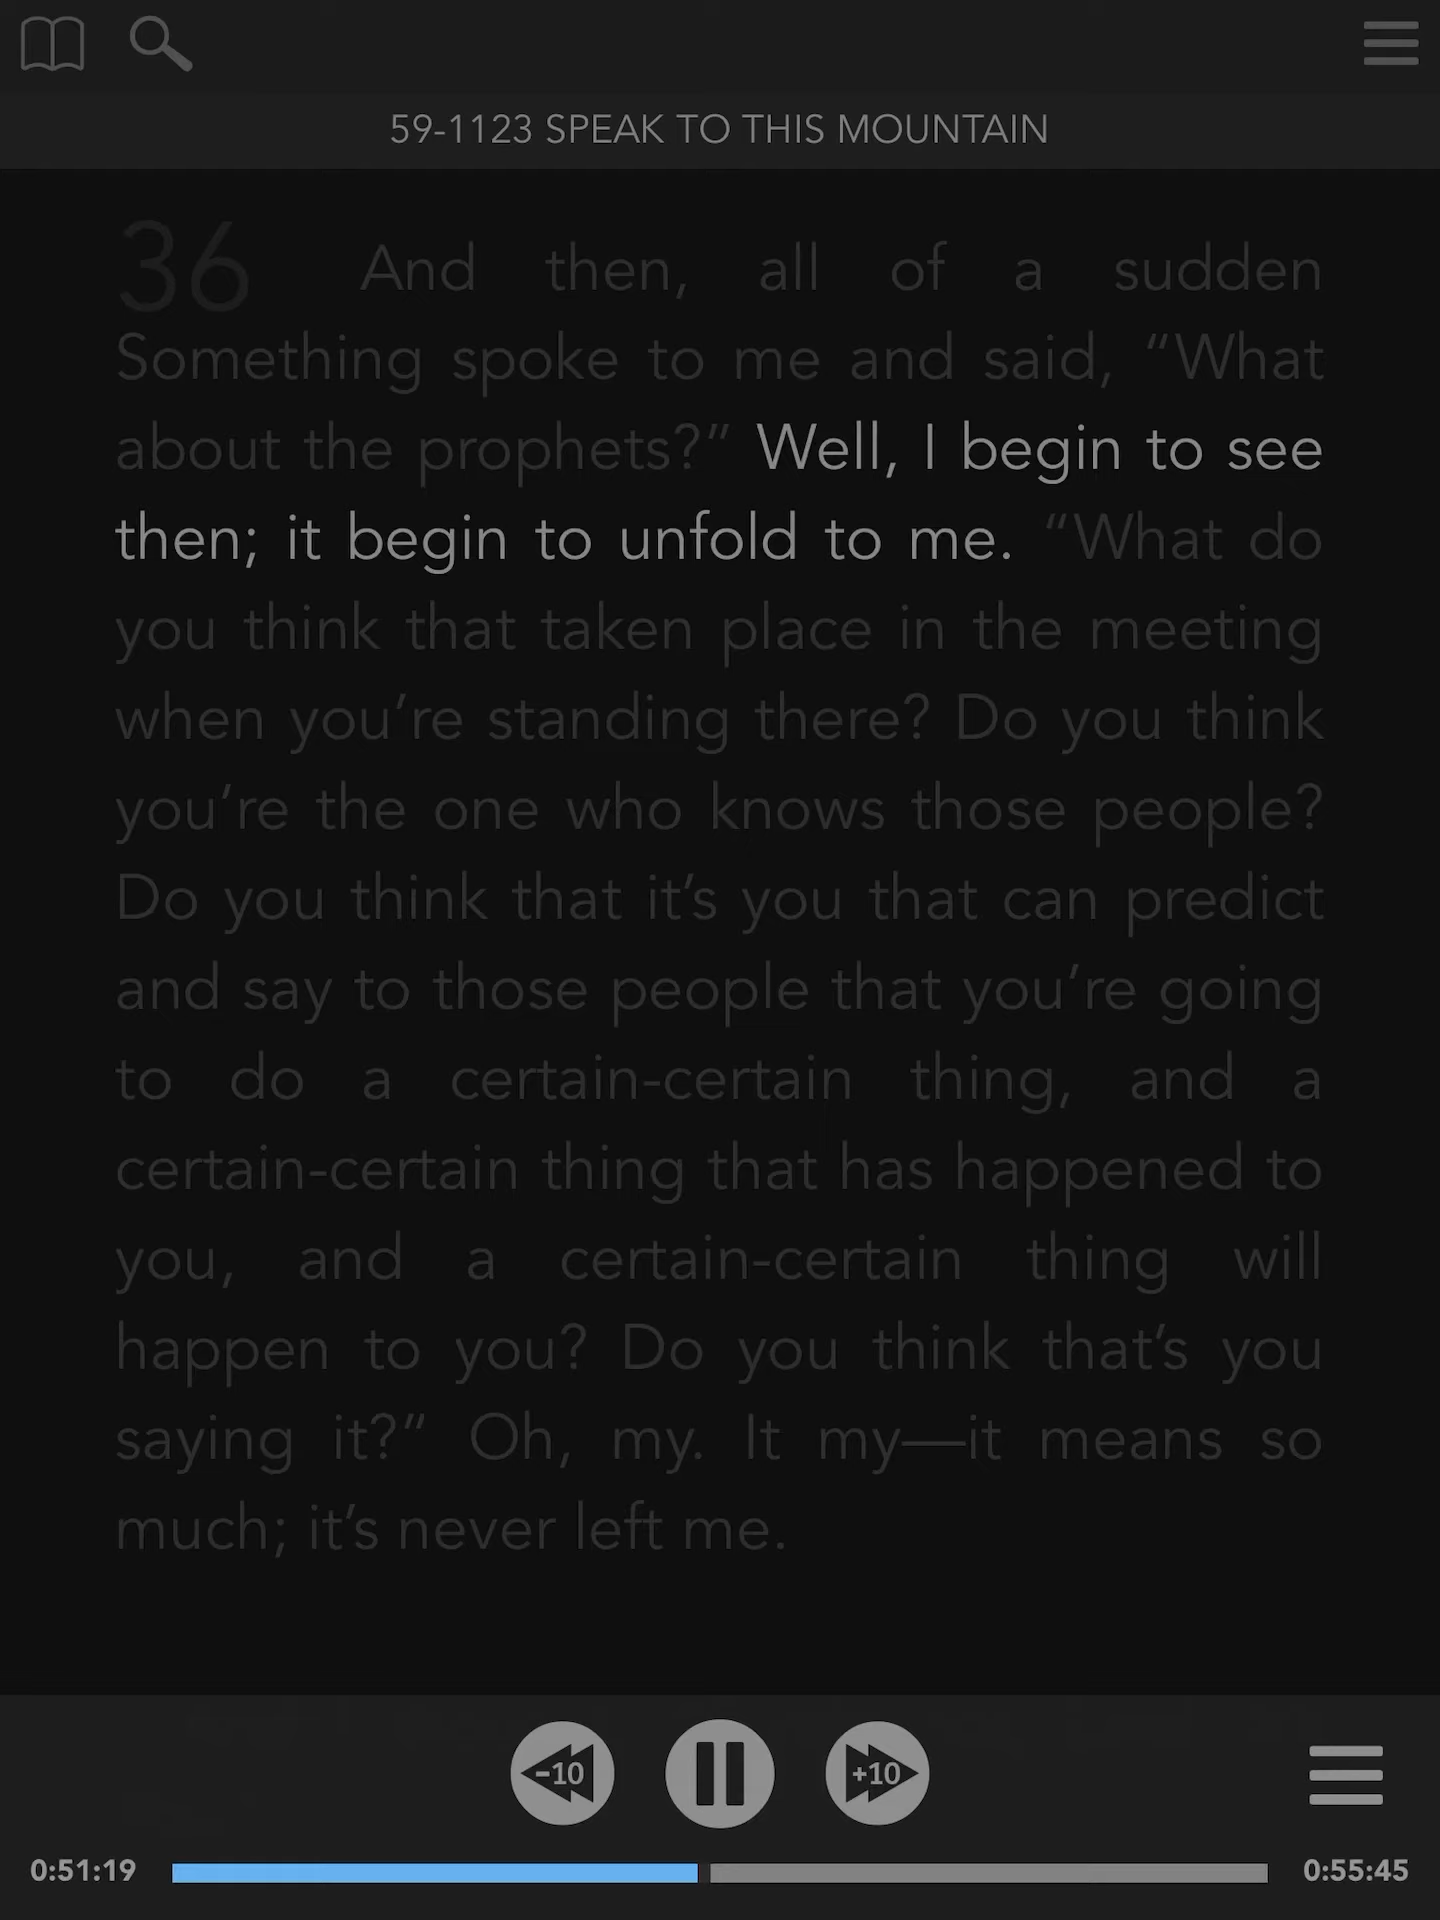 59-1123 SPEAK TO THIS MOUNTAIN
36 And then, all of a sudden
Something spoke to me and said, “What
about the prophets?” Well, I begin to see
then; it begin to unfold to me. “What do
you think that taken place in the meeting
when you’re standing there? Do you think
you’re the one who knows those people?
Do you think that it’s you that can predict
and say to those people that you’re going
to do a certain-certain thing, and a
certain-certain thing that has happened to
you, and a certain-certain thing will
happen to you? Do you think that’s you
saying it?” Oh, my. It my—it means so
much; it’s never left me.
-10 +10
0:51:19 0:55:45